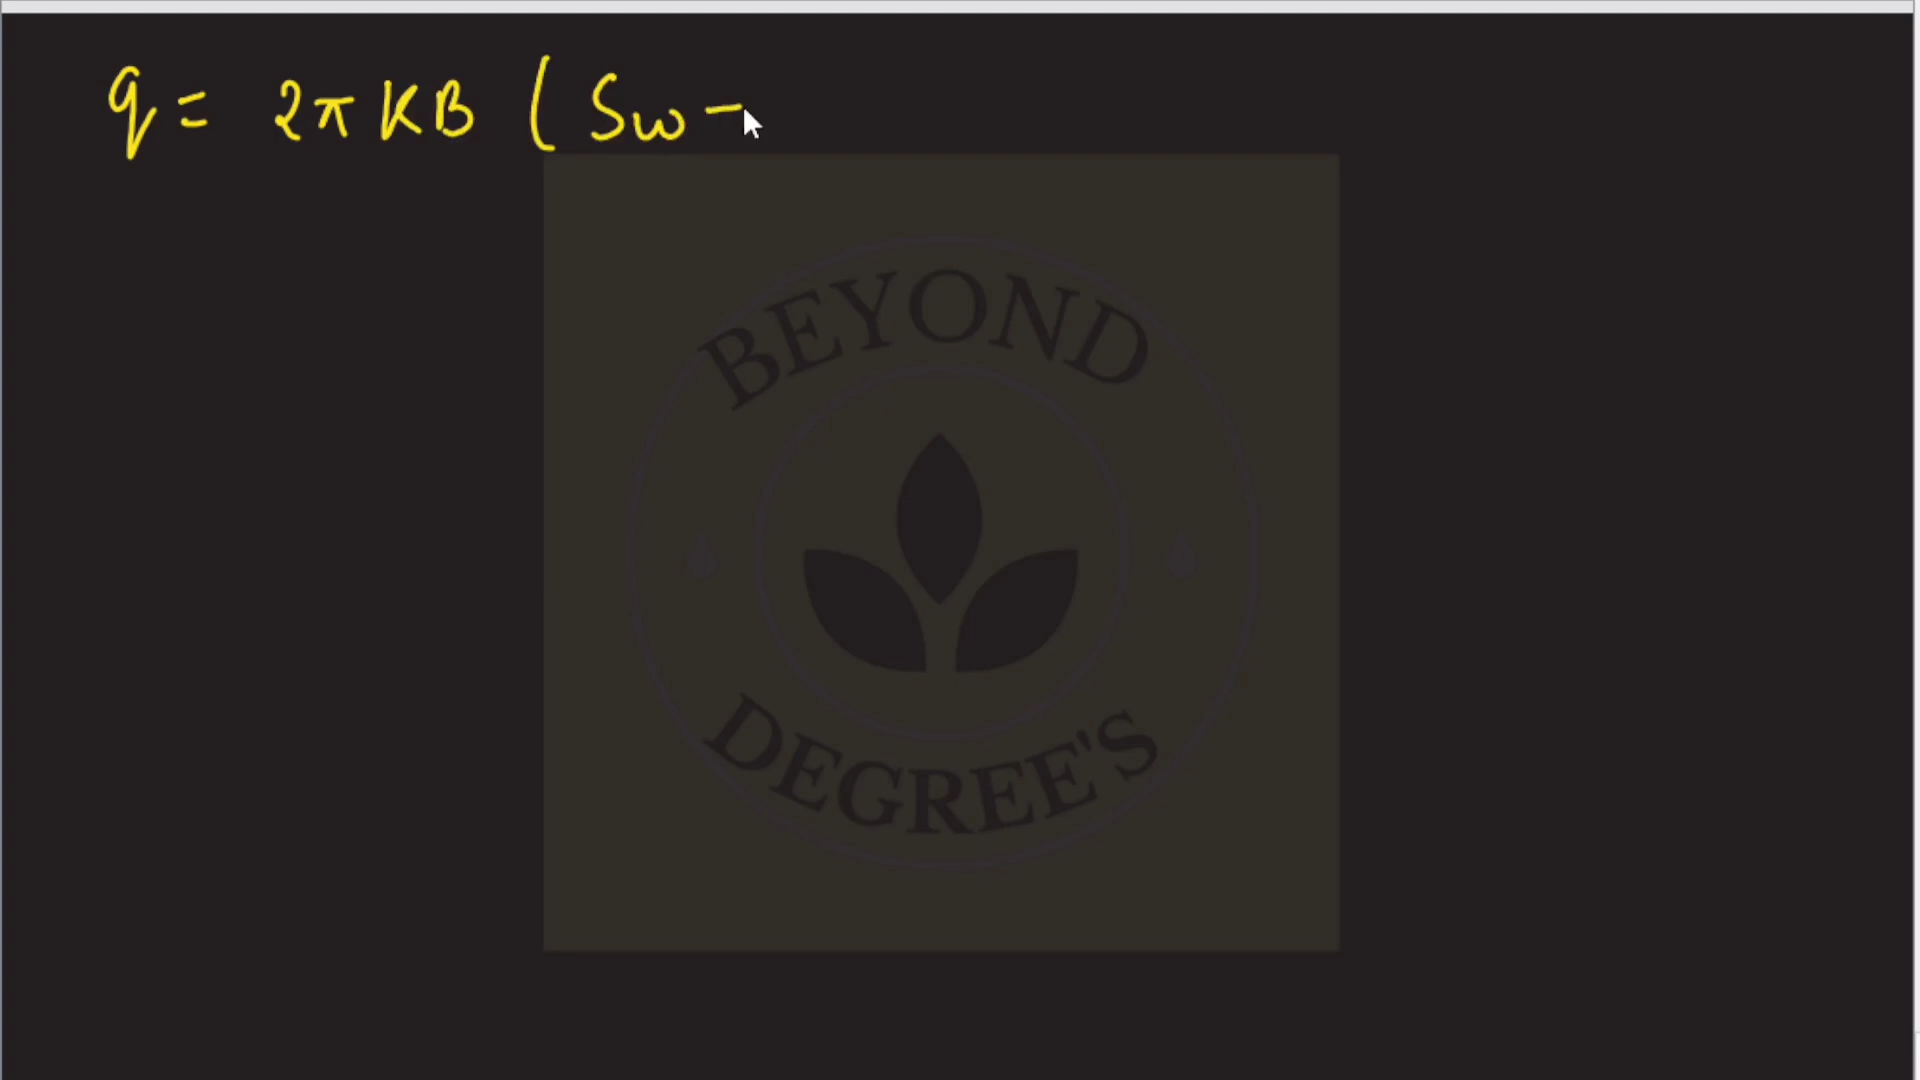 q = 2π KB ( Sw -
BEYOND
DEGREE'S